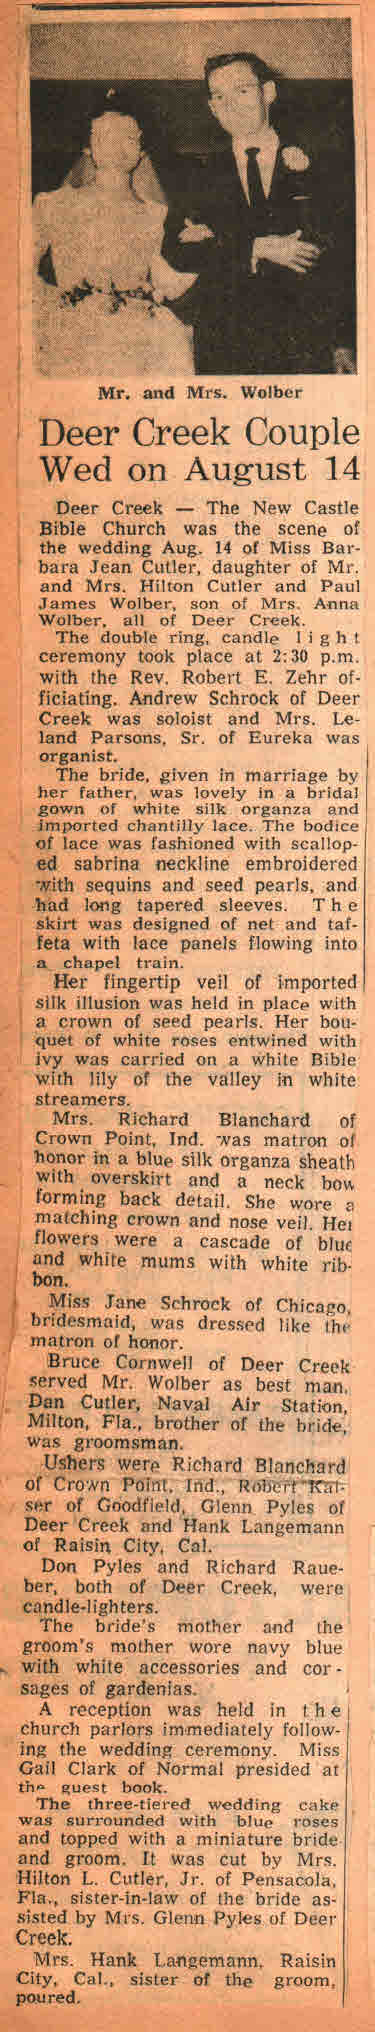 Mr. and Mrs. Wolber
Deer Creek Couple
Wed on August 14
Deer Creek — The New Castle
Bible Church was the scene of
the wedding Aug. 14 of Miss Bar-
bara Jean Cutler, daughter of Mr.
and Mrs. Hilton Cutler and Paul
James Wolber, son of Mrs. Anna
Wolber, all of Deer Creek.
The double ring, candle light
ceremony took place at 2:30 p.m.
with the Rev. Robert E. Zehr of-
ficiating. Andrew Schrock of Deer
Creek was soloist and Mrs. Le-
land Parsons, Sr. of Eureka was
organist.
The bride, given in marriage by
her father, was lovely in a bridal
gown of white silk organza and
imported chantilly lace. The bodice
of lace was fashioned with scallop-
ed sabrina neckline embroidered
with sequins and seed pearls, and
had long tapered sleeves. The
skirt was designed of net and taf-
feta with lace panels flowing into
a chapel train.
Her fingertip veil of imported
silk illusion was held in place with
a crown of seed pearls. Her bou-
quet of white roses entwined with
ivy was carried on a white Bible
with lily of the valley in white
streamers.
Mrs. Richard Blanchard of
Crown Point, Ind. was matron of
honor in a blue silk organza sheath
with overskirt and a neck bow
forming back detail. She wore a
matching crown and nose veil. Her
flowers were a cascade of blue
and white mums with white rib-
bon.
Miss Jane Schrock of Chicago,
bridesmaid, was dressed like the
matron of honor.
Bruce Cornwell of Deer Creek
served Mr. Wolber as best man.
Dan Cutler, Naval Air Station,
Milton, Fla., brother of the bride,
was groomsman.
Ushers were Richard Blanchard
of Crown Point, Ind., Robert Kai-
ser of Goodfield, Glenn Pyles of
Deer Creek and Hank Langemann
of Raisin City, Cal.
Don Pyles and Richard Raue-
ber, both of Deer Creek, were
candle-lighters.
The bride's mother and the
groom's mother wore navy blue
with white accessories and cor-
sages of gardenias.
A reception was held in the
church parlors immediately follow-
ing the wedding ceremony. Miss
Gail Clark of Normal presided at
the guest book.
The three-tiered wedding cake
was surrounded with blue roses
and topped with a miniature bride
and groom. It was cut by Mrs.
Hilton L. Cutler, Jr. of Pensacola,
Fla., sister-in-law of the bride as-
sisted by Mrs. Glenn Pyles of Deer
Creek.
Mrs. Hank Langemann, Raisin
City, Cal., sister of the groom,
poured.